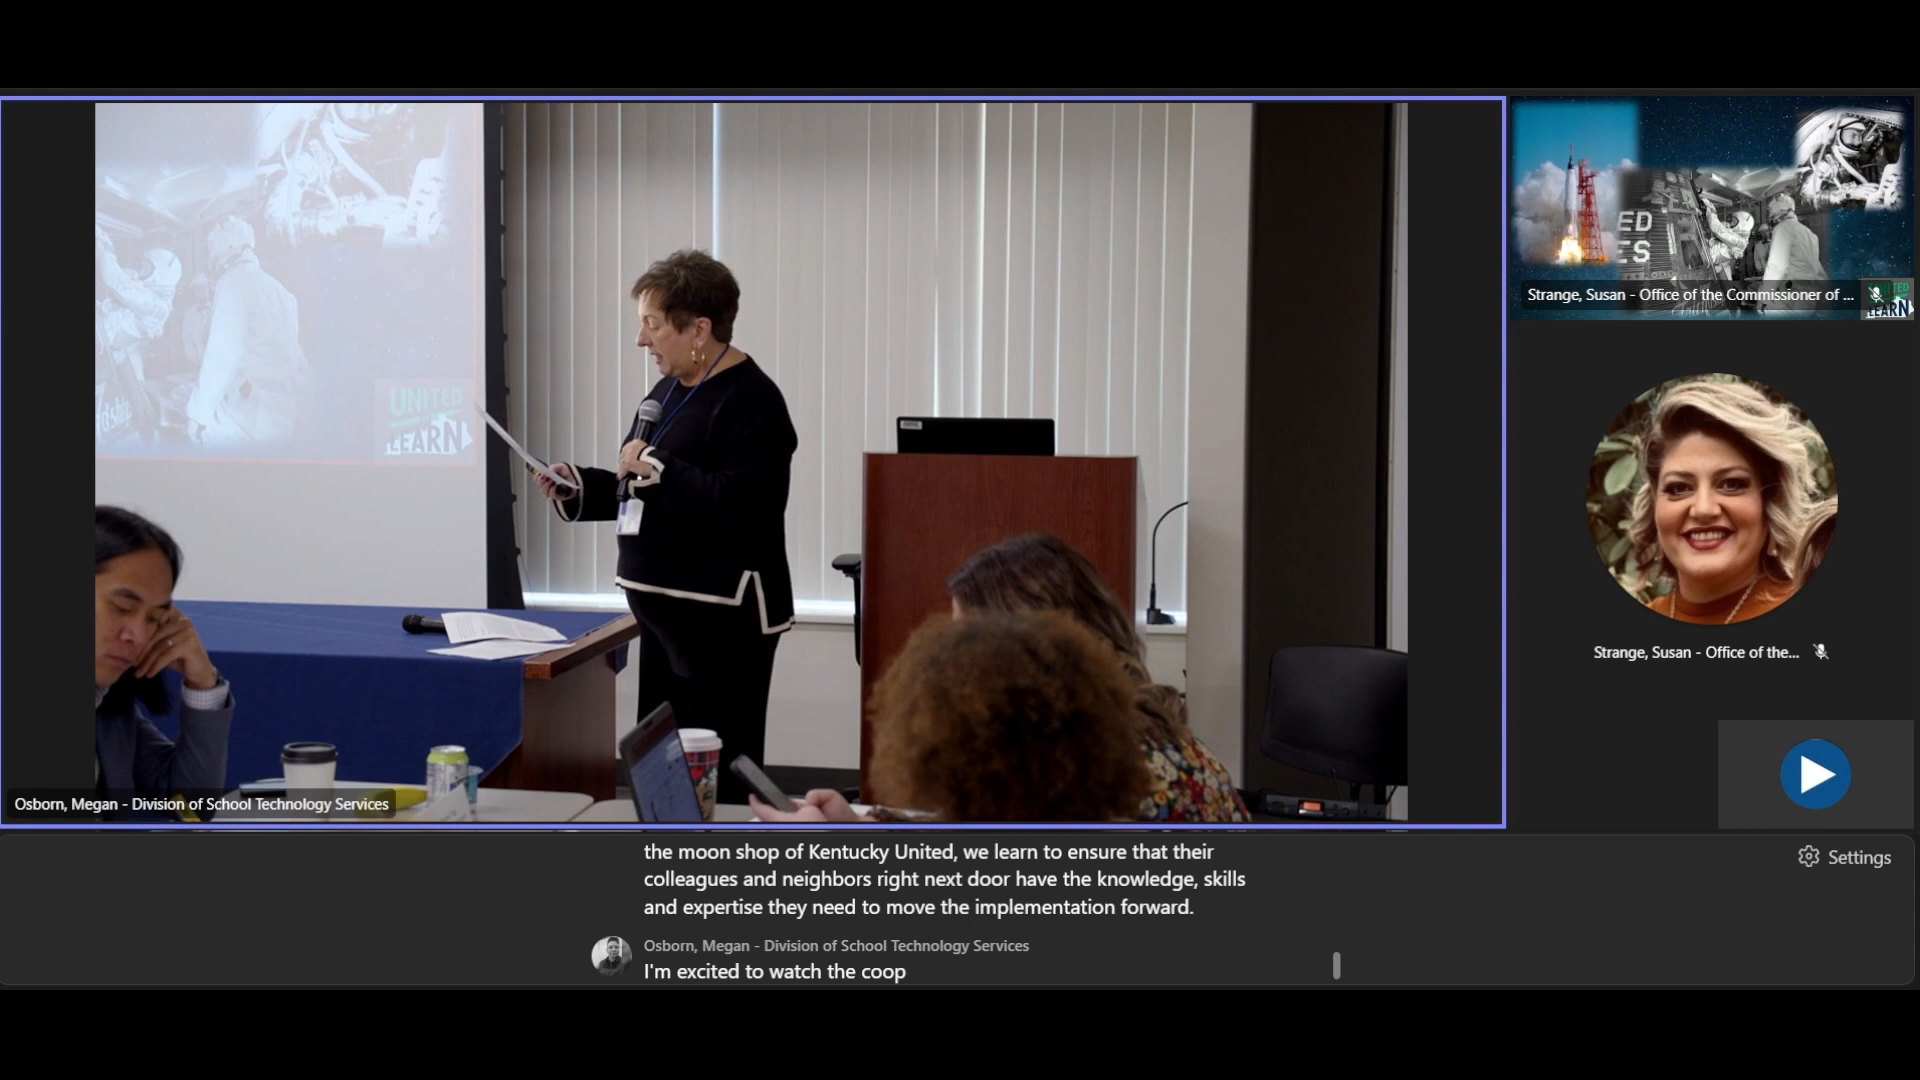 UNITED
LEARN
ED
ES
Strange, Susan - Office of the Commissioner of ...
UNITED
LEARN
Strange, Susan - Office of the...
Osborn, Megan - Division of School Technology Services
the moon shop of Kentucky United, we learn to ensure that their
colleagues and neighbors right next door have the knowledge, skills
and expertise they need to move the implementation forward.
Settings
Osborn, Megan - Division of School Technology Services
I'm excited to watch the coop